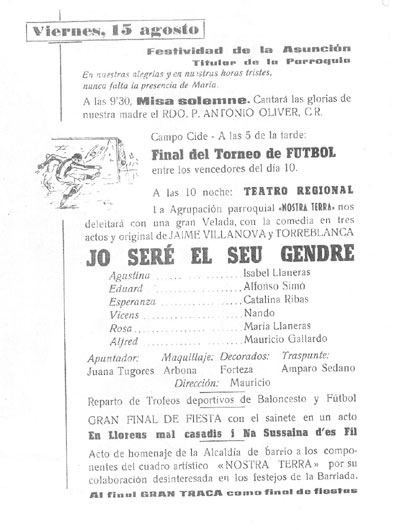 Viernes, 15 agosto
Festividad de la Asunción
Titular de la Parroquia
En nuestras alegrias y en nuestras horas tristes,
nunca falta la presencia de María.
A las 9'30, Misa solemne. Cantará las glorias de
nuestra madre el RDO. P. ANTONIO OLIVER, C.R.
Campo Cide - A las 5 de la tarde:
Final del Torneo de FUTBOL
entre los vencedores del día 10.
A las 10 noche: TEATRO REGIONAL
La Agrupación parroquial «NOSTRA TERRA» nos
deleitará con una gran Velada, con la comedia en tres
actos y original de JAIME VILLANOVA y TORREBLANCA
JO SERÉ EL SEU GENDRE
Agustina ............ Isabel Llaneras
Eduard ............ Alfonso Simó
Esperanza ............ Catalina Ribas
Vicens ............ Nando
Rosa ............ María Llaneras
Alfred ............ Mauricio Gallardo
Apuntador: Maquillaje: Decorados: Traspunte:
Juana Tugores Arbona Forteza Amparo Sedano
Dirección: Mauricio
Reparto de Trofeos deportivos de Baloncesto y Fútbol
GRAN FINAL DE FIESTA con el sainete en un acto
En Llorens mal casadis i Na Sussaina d'es Fil
Acto de homenaje de la Alcaldía de barrio a los compo-
nentes del cuadro artístico «NOSTRA TERRA» por su
colaboración desinteresada en los festejos de la Barriada.
Al final GRAN TRACA como final de fiestas